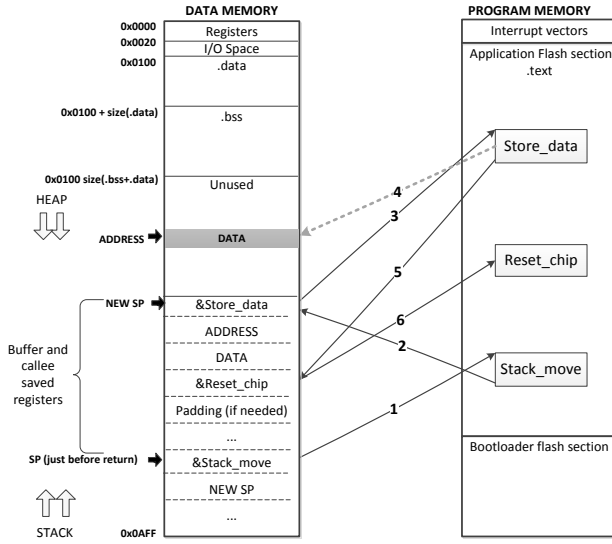 DATA MEMORY
PROGRAM MEMORY
0x0000
Registers
Interrupt vectors
0x0020
I/O Space
0x0100
.data
Application Flash section
.text
0x0100 + size(.data)
.bss
Store_data
0x0100 size(.bss+.data)
Unused
HEAP
4
3
ADDRESS
DATA
5
Reset_chip
NEW SP
&Store_data
6
ADDRESS
2
Buffer and
callee
saved
registers
DATA
&Reset_chip
Stack_move
Padding (if needed)
1
...
Bootloader flash section
SP (just before return)
&Stack_move
NEW SP
...
STACK
0x0AFF